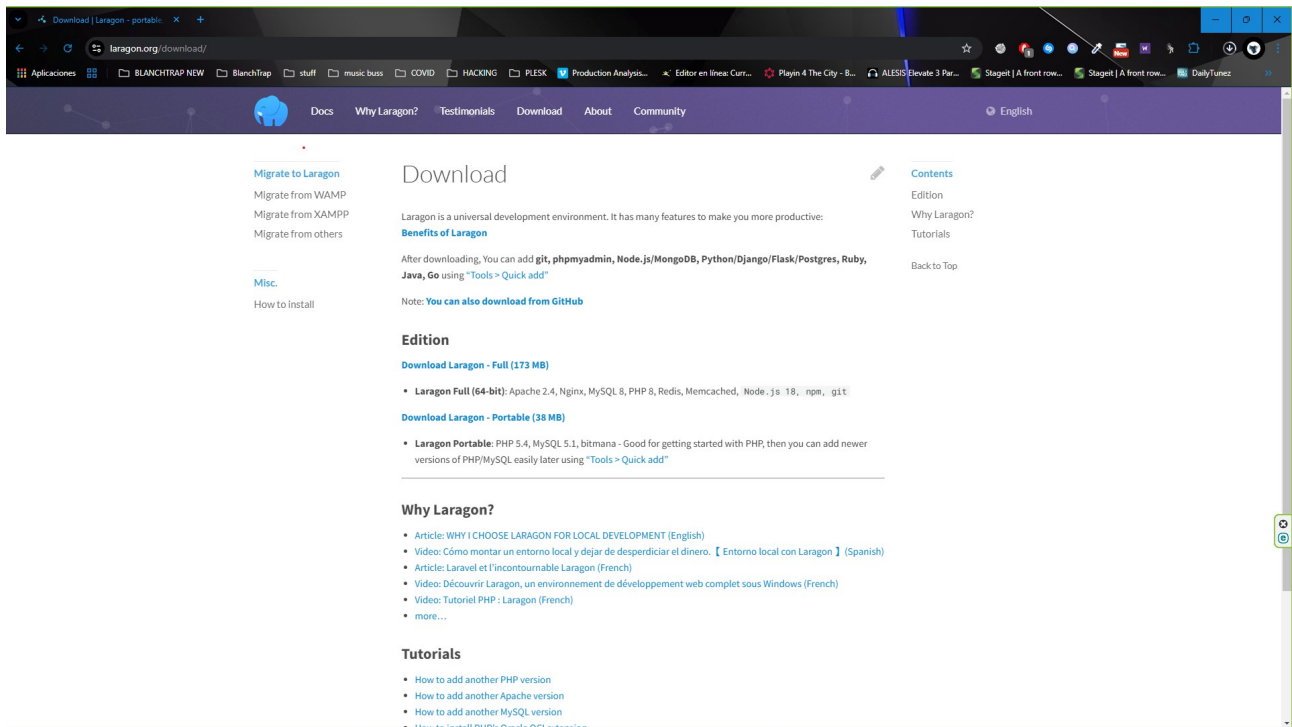 Download | Laragon - portable,
laragon.org/download/
New
Aplicaciones
BLANCHTRAP NEW
BlanchTrap
stuff
music buss
COVID
HACKING
PLESK
Production Analysis...
Editor en línea: Curr...
Playin 4 The City - B...
ALESIS Elevate 3 Par...
Stageit | A front row...
Stageit | A front row...
DailyTunez
Docs
Why Laragon?
Testimonials
Download
About
Community
English
Migrate to Laragon
Migrate from WAMP
Migrate from XAMPP
Migrate from others
Misc.
How to install
Download
Laragon is a universal development environment. It has many features to make you more productive:
Benefits of Laragon
After downloading, You can add git, phpmyadmin, Node.js/MongoDB, Python/Django/Flask/Postgres, Ruby,
Java, Go using “Tools > Quick add”
Note: You can also download from GitHub
Edition
Download Laragon - Full (173 MB)
Laragon Full (64-bit): Apache 2.4, Nginx, MySQL 8, PHP 8, Redis, Memcached, Node.js 18, npm, git
Download Laragon - Portable (38 MB)
Laragon Portable: PHP 5.4, MySQL 5.1, bitmana - Good for getting started with PHP, then you can add newer
versions of PHP/MySQL easily later using “Tools > Quick add”
Why Laragon?
Article: WHY I CHOOSE LARAGON FOR LOCAL DEVELOPMENT (English)
Video: Cómo montar un entorno local y dejar de desperdiciar el dinero.【 Entorno local con Laragon 】(Spanish)
Article: Laravel et l’incontournable Laragon (French)
Video: Découvrir Laragon, un environnement de développement web complet sous Windows (French)
Video: Tutoriel PHP : Laragon (French)
more…
Tutorials
How to add another PHP version
How to add another Apache version
How to add another MySQL version
Contents
Edition
Why Laragon?
Tutorials
Back to Top